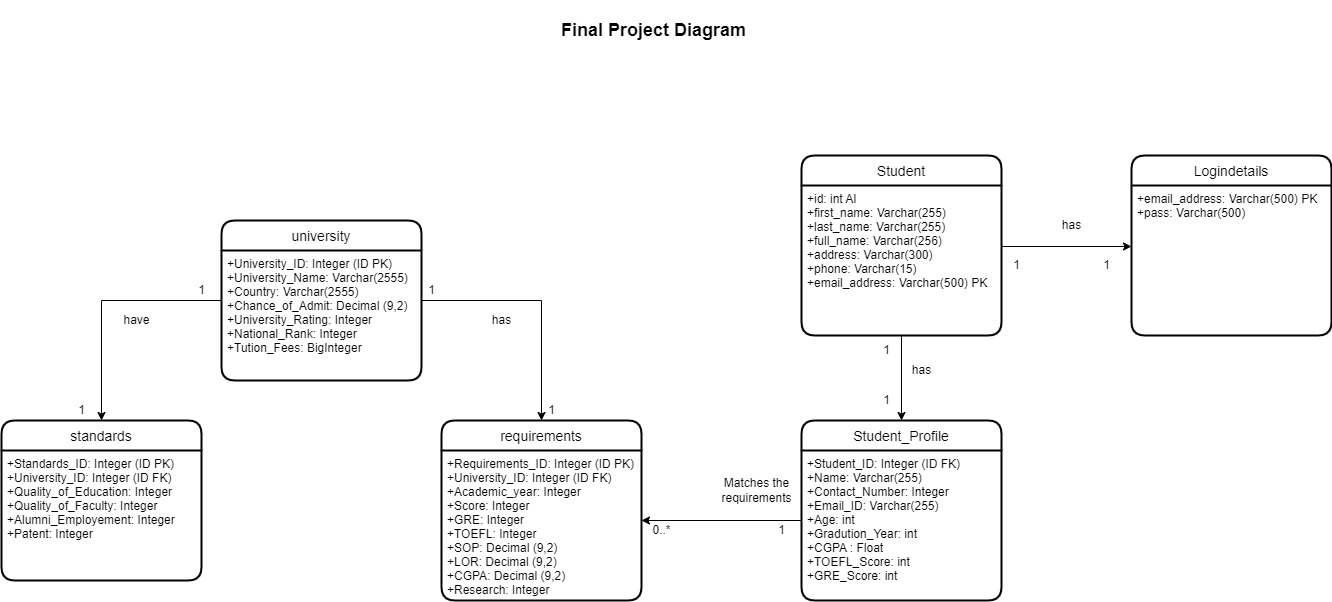 Final Project Diagram
Student
+id: int AI
+first_name: Varchar(255)
+last_name: Varchar(255)
+full_name: Varchar(256)
+address: Varchar(300)
+phone: Varchar(15)
+email_address: Varchar(500) PK
has
1
1
Logindetails
+email_address: Varchar(500) PK
+pass: Varchar(500)
university
+University_ID: Integer (ID PK)
+University_Name: Varchar(2555)
+Country: Varchar(2555)
+Chance_of_Admit: Decimal (9,2)
+University_Rating: Integer
+National_Rank: Integer
+Tution_Fees: BigInteger
1
have
1
1
has
1
1
has
1
standards
+Standards_ID: Integer (ID PK)
+University_ID: Integer (ID FK)
+Quality_of_Education: Integer
+Quality_of_Faculty: Integer
+Alumni_Employement: Integer
+Patent: Integer
requirements
+Requirements_ID: Integer (ID PK)
+University_ID: Integer (ID FK)
+Academic_year: Integer
+Score: Integer
+GRE: Integer
+TOEFL: Integer
+SOP: Decimal (9,2)
+LOR: Decimal (9,2)
+CGPA: Decimal (9,2)
+Research: Integer
Matches the
requirements
0..*
1
Student_Profile
+Student_ID: Integer (ID FK)
+Name: Varchar(255)
+Contact_Number: Integer
+Email_ID: Varchar(255)
+Age: int
+Gradution_Year: int
+CGPA : Float
+TOEFL_Score: int
+GRE_Score: int